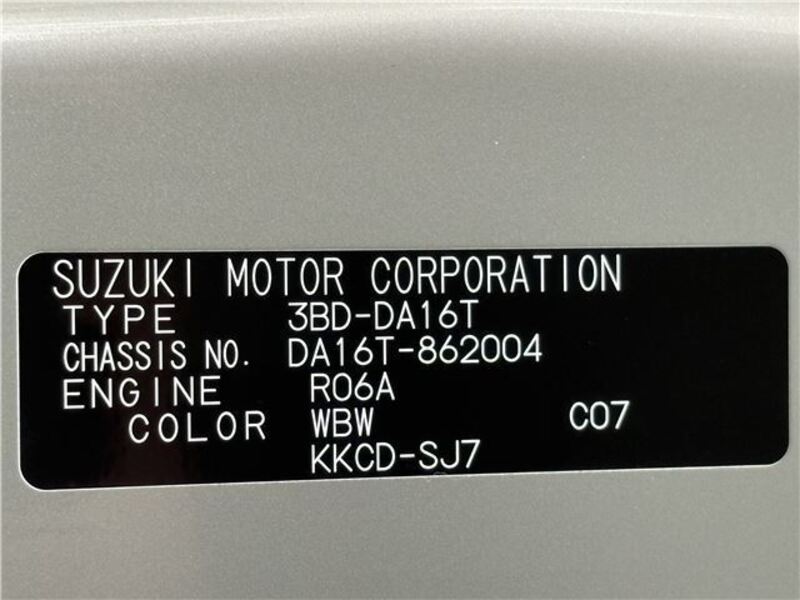 SUZUKI MOTOR CORPORATION
TYPE 3BD-DA16T
CHASSIS NO. DA16T-862004
ENGINE R06A
COLOR WBW C07
KKCD-SJ7